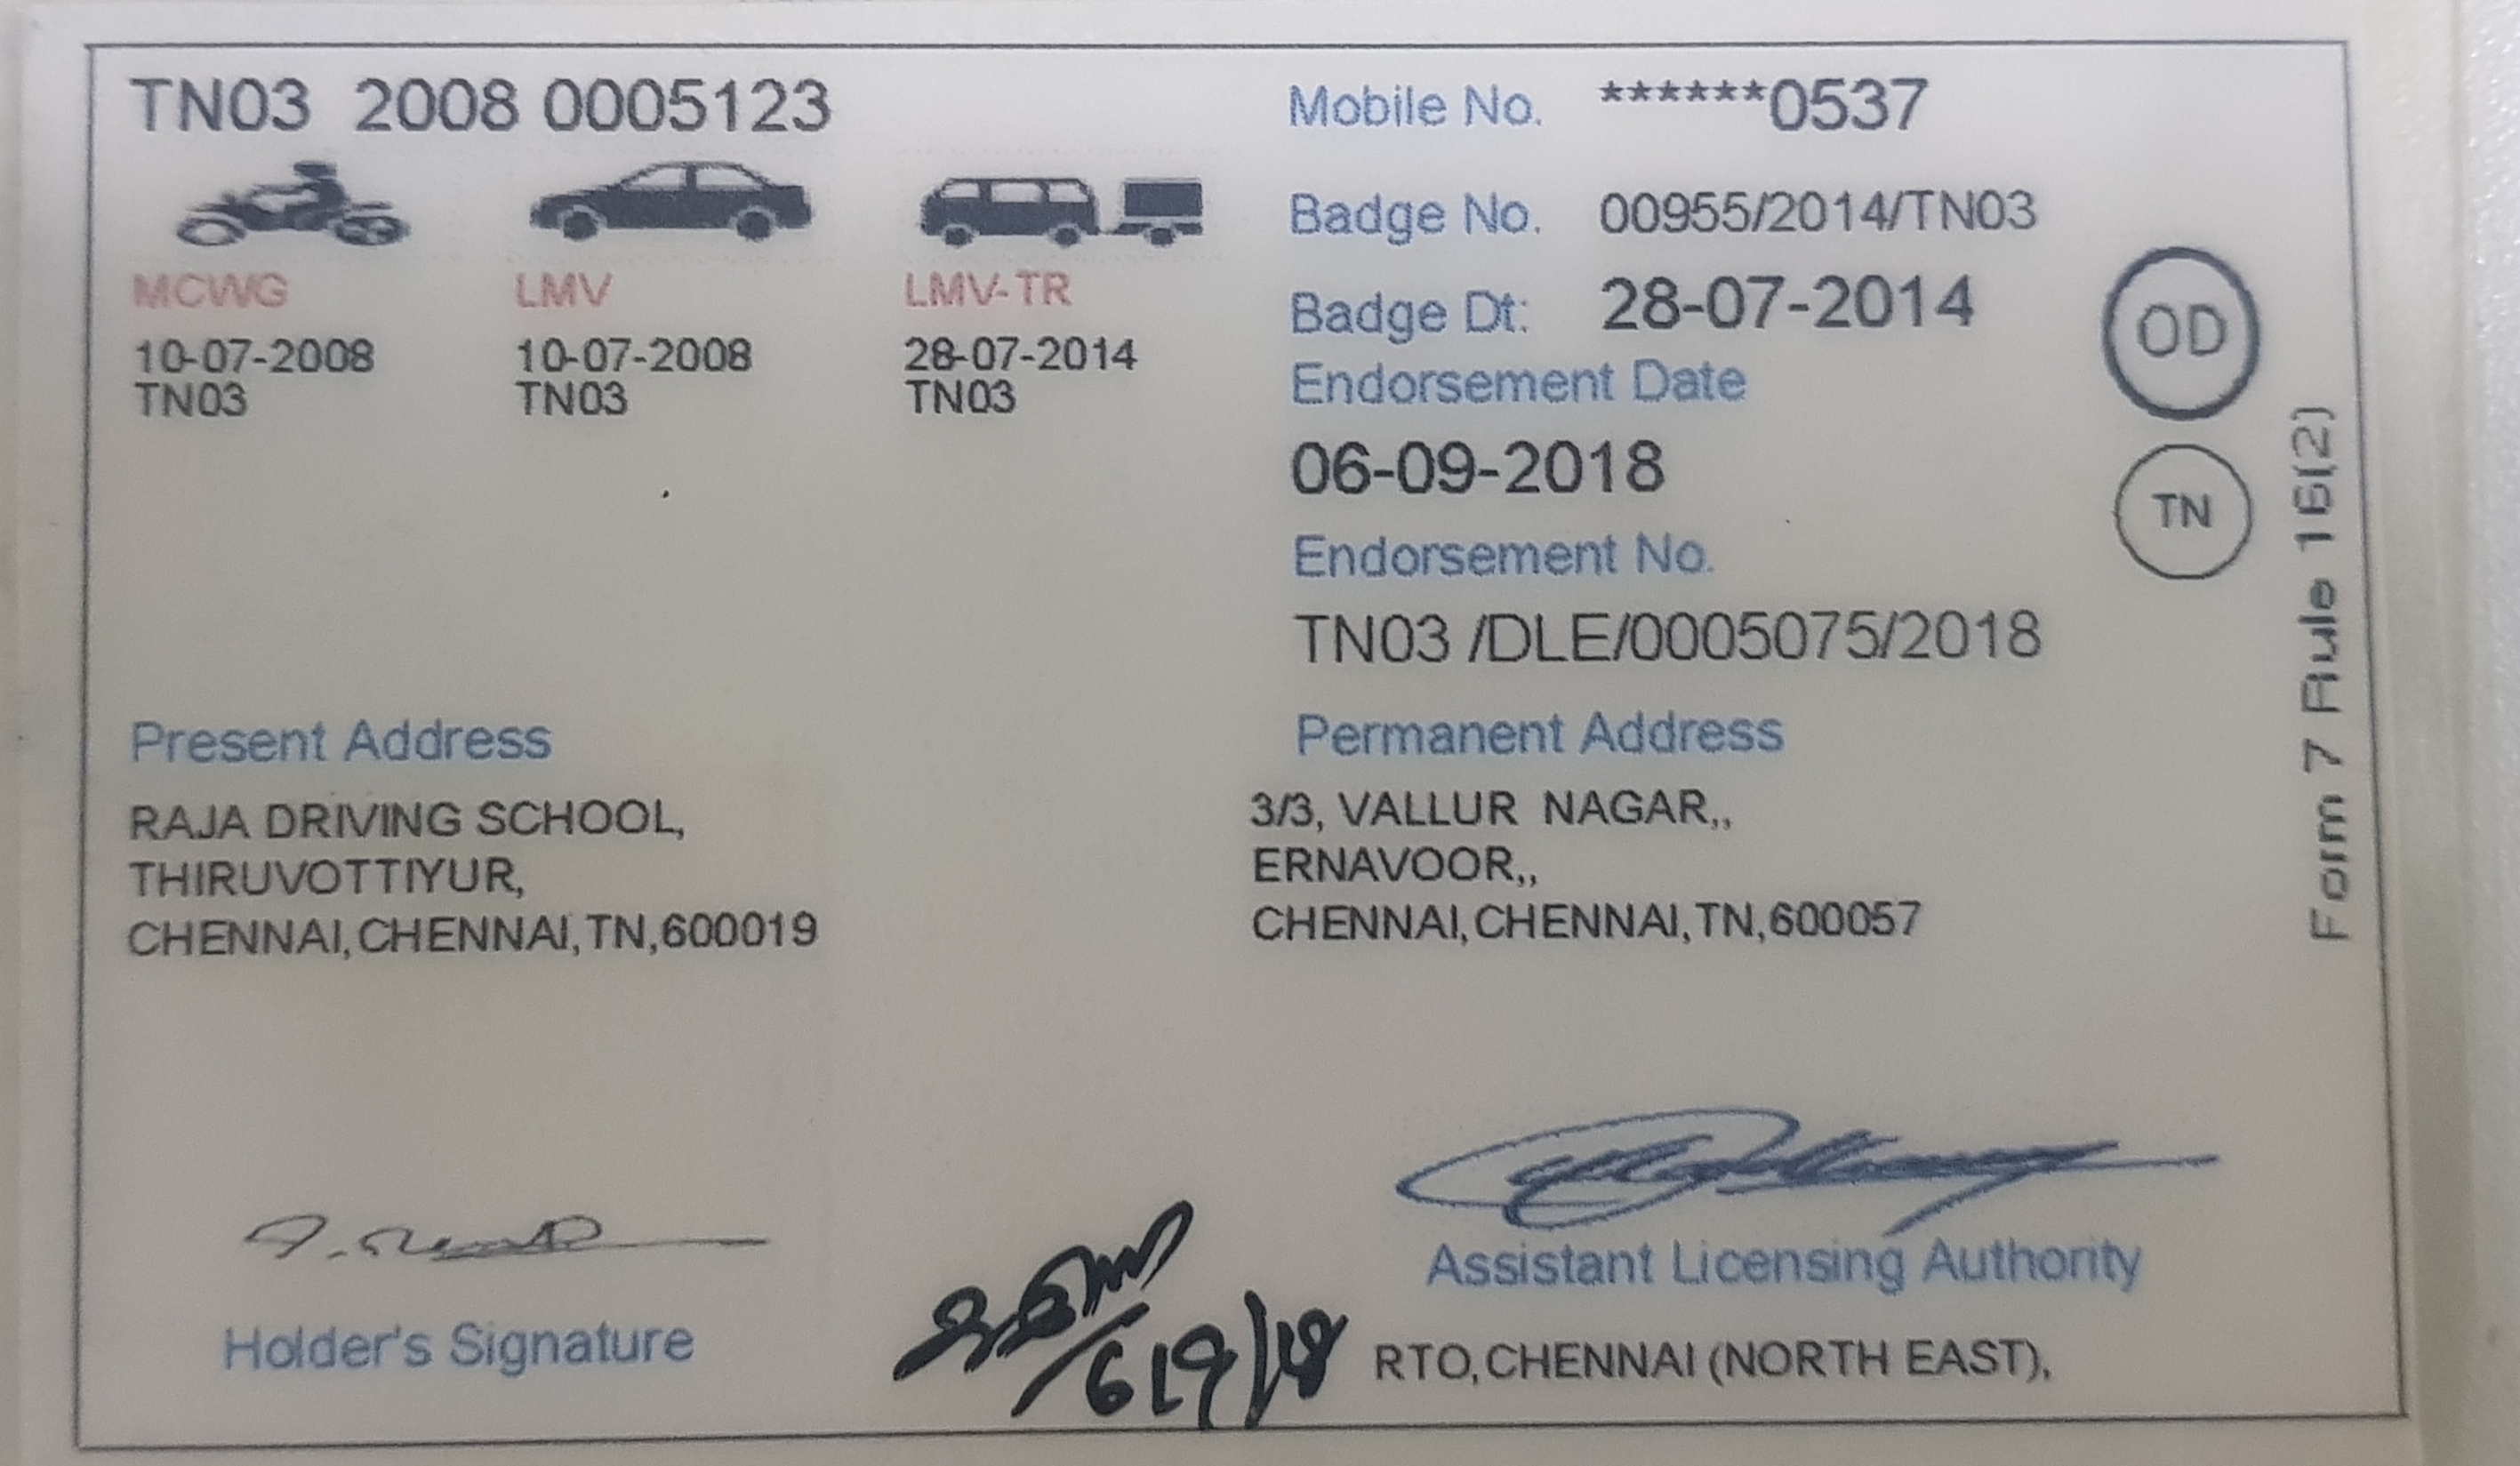 TN03 2008 0005123
MCWG LMV LMV-TR
10-07-2008 10-07-2008 28-07-2014
TN03 TN03 TN03
Mobile No. ******0537
Badge No. 00955/2014/TN03
Badge Dt: 28-07-2014
Endorsement Date
06-09-2018
Endorsement No.
TN03 /DLE/0005075/2018
OD
TN
Form 7 Rule 16(2)
Present Address
RAJA DRIVING SCHOOL,
THIRUVOTTIYUR,
CHENNAI,CHENNAI,TN,600019
Permanent Address
3/3, VALLUR NAGAR,,
ERNAVOOR,,
CHENNAI,CHENNAI,TN,600057
Holder's Signature
6/9/18
Assistant Licensing Authority
RTO,CHENNAI (NORTH EAST),